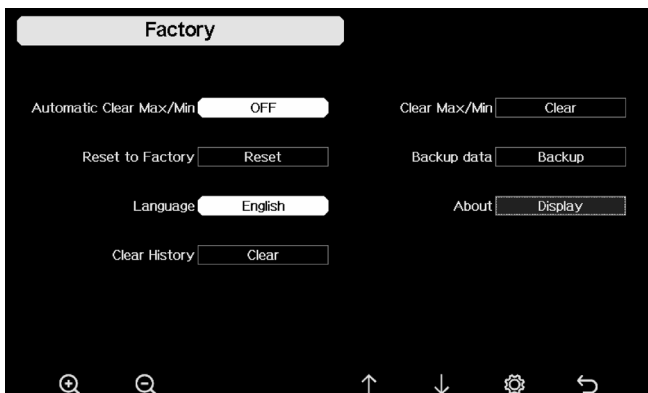 Factory
Automatic Clear Max/Min OFF Clear Max/Min Clear
Reset to Factory Reset Backup data Backup
Language English About Display
Clear History Clear